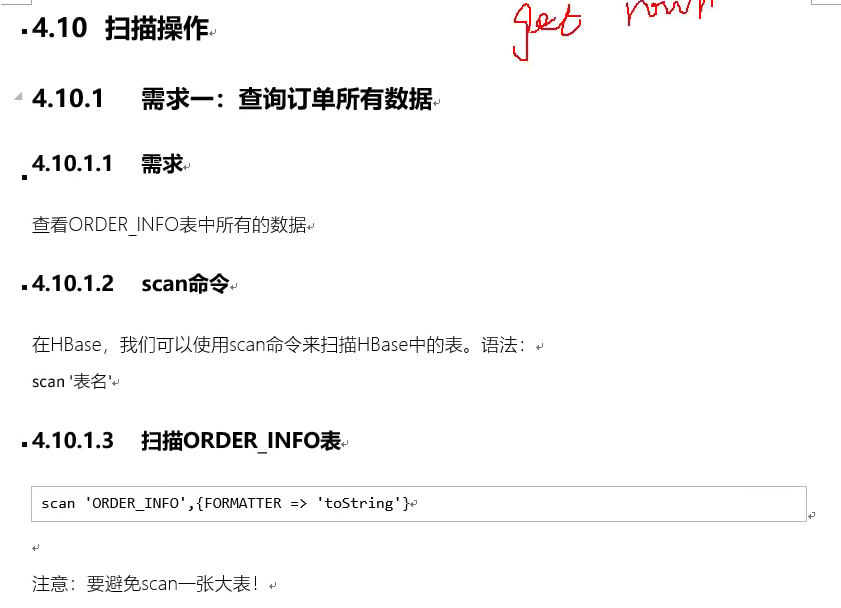 get
4.10 扫描操作
4.10.1 需求一：查询订单所有数据
4.10.1.1 需求
查看ORDER_INFO表中所有的数据
4.10.1.2 scan命令
在HBase，我们可以使用scan命令来扫描HBase中的表。语法：
scan '表名'
4.10.1.3 扫描ORDER_INFO表
scan 'ORDER_INFO',{FORMATTER => 'toString'}
注意：要避免scan一张大表！